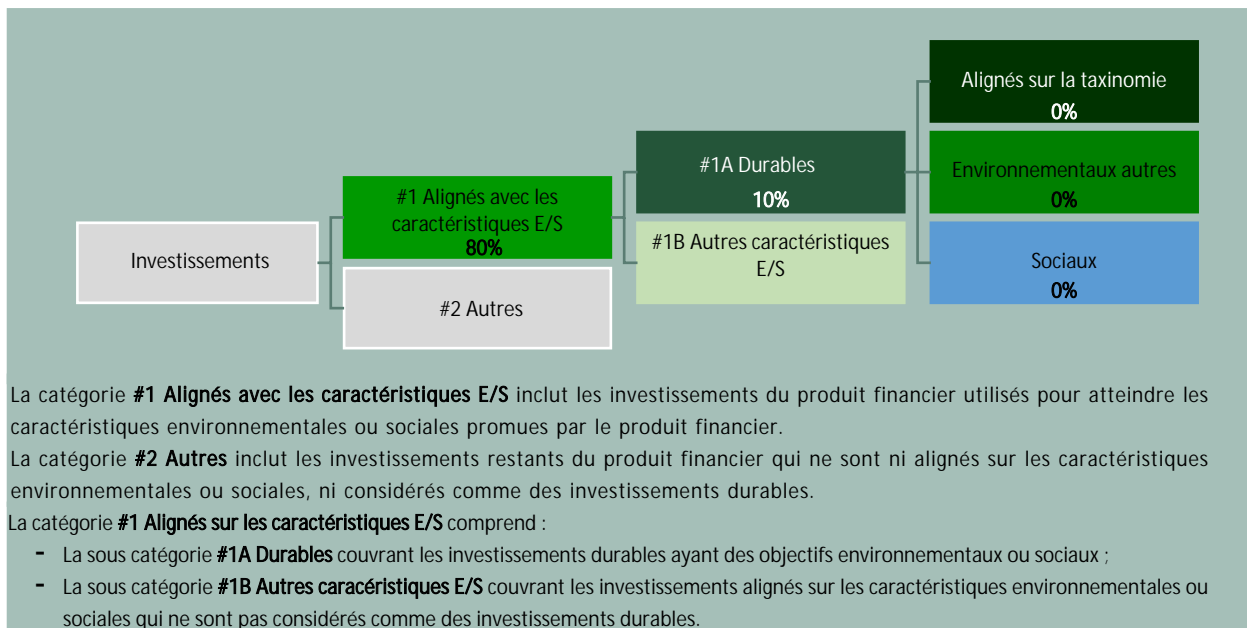 Investissements
#1 Alignés avec les
caractéristiques E/S
80%
#2 Autres
#1A Durables
10%
#1B Autres caractéristiques
E/S
Alignés sur la taxinomie
0%
Environnementaux autres
0%
Sociaux
0%
La catégorie #1 Alignés avec les caractéristiques E/S inclut les investissements du produit financier utilisés pour atteindre les
caractéristiques environnementales ou sociales promues par le produit financier.
La catégorie #2 Autres inclut les investissements restants du produit financier qui ne sont ni alignés sur les caractéristiques
environnementales ou sociales, ni considérés comme des investissements durables.
La catégorie #1 Alignés sur les caractéristiques E/S comprend :
- La sous catégorie #1A Durables couvrant les investissements durables ayant des objectifs environnementaux ou sociaux ;
- La sous catégorie #1B Autres caracéristiques E/S couvrant les investissements alignés sur les caractéristiques environnementales ou
sociales qui ne sont pas considérés comme des investissements durables.